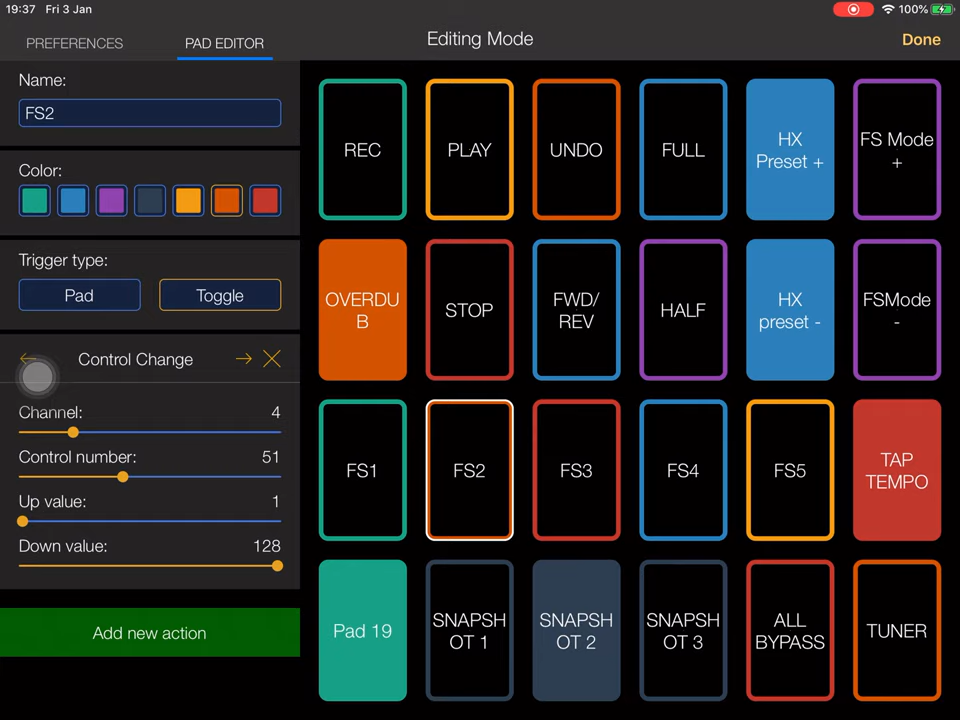 19:37 Fri 3 Jan
100%
PREFERENCES
PAD EDITOR
Editing Mode
Done
Name:
FS2
Color:
Trigger type:
Pad
Toggle
Control Change
Channel:
4
Control number:
51
Up value:
1
Down value:
128
Add new action
REC
PLAY
UNDO
FULL
HX
Preset +
FS Mode
+
OVERDU
B
STOP
FWD/
REV
HALF
HX
preset -
FSMode
-
FS1
FS2
FS3
FS4
FS5
TAP
TEMPO
Pad 19
SNAPSH
OT 1
SNAPSH
OT 2
SNAPSH
OT 3
ALL
BYPASS
TUNER